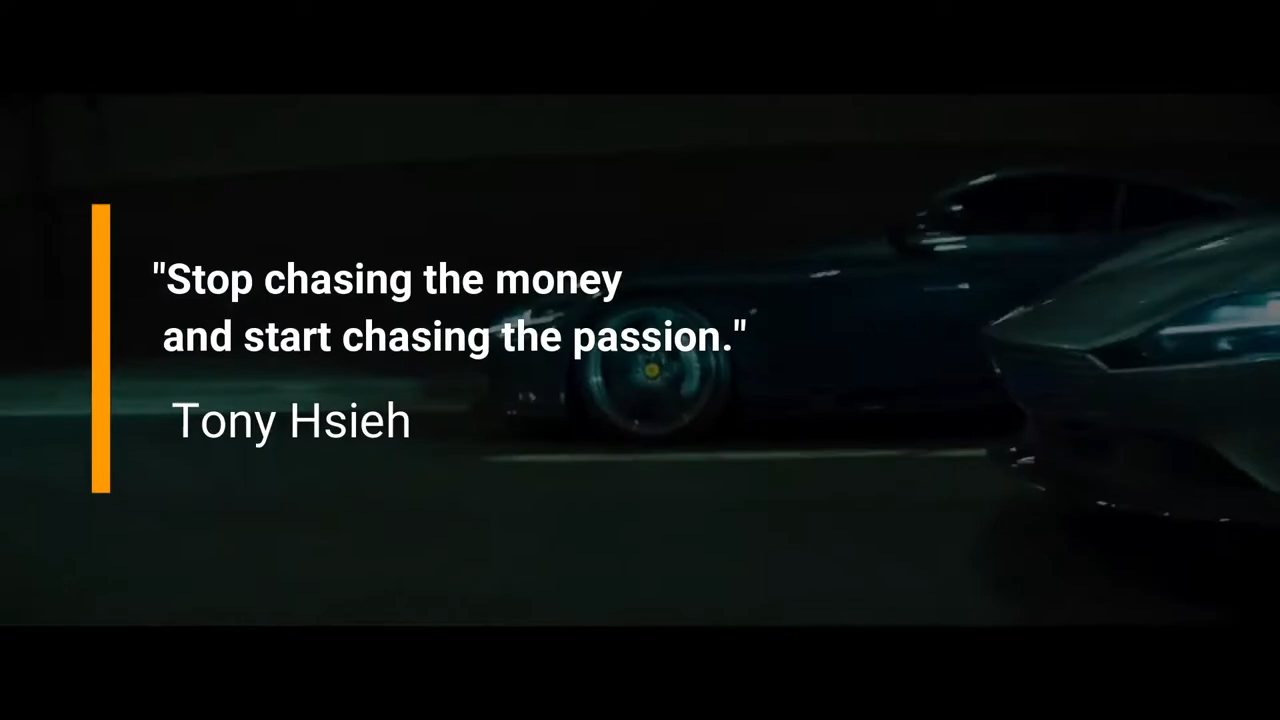 "Stop chasing the money
and start chasing the passion."
Tony Hsieh